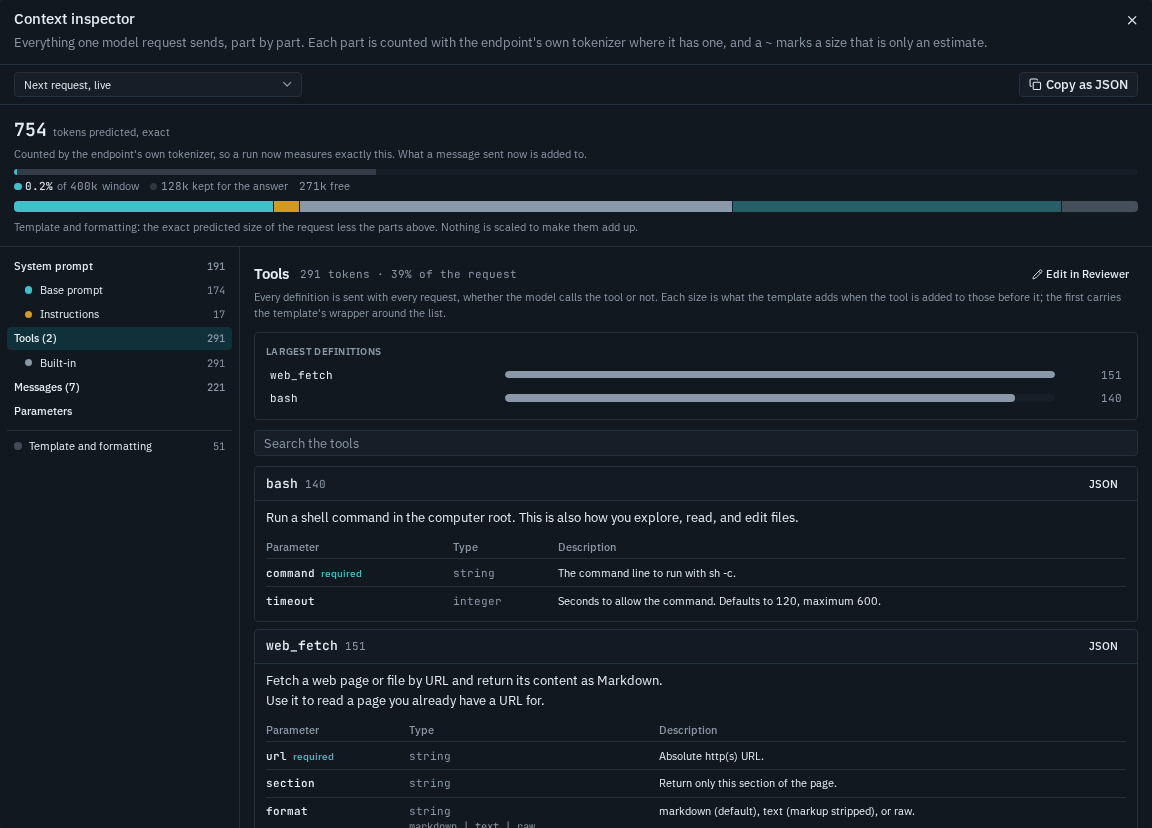 Context inspector
Everything one model request sends, part by part. Each part is counted with the endpoint's own tokenizer where it has one, and a ~ marks a size that is only an estimate.
Next request, live
Copy as JSON
754 tokens predicted, exact
Counted by the endpoint's own tokenizer, so a run now measures exactly this. What a message sent now is added to.
0.2% of 400k window 128k kept for the answer 271k free
Template and formatting: the exact predicted size of the request less the parts above. Nothing is scaled to make them add up.
System prompt 191
Base prompt 174
Instructions 17
Tools (2) 291
Built-in 291
Messages (7) 221
Parameters
Template and formatting 51
Tools 291 tokens · 39% of the request
Edit in Reviewer
Every definition is sent with every request, whether the model calls the tool or not. Each size is what the template adds when the tool is added to those before it; the first carries
the template's wrapper around the list.
LARGEST DEFINITIONS
web_fetch 151
bash 140
Search the tools
bash 140 JSON
Run a shell command in the computer root. This is also how you explore, read, and edit files.
Parameter Type Description
command required string The command line to run with sh -c.
timeout integer Seconds to allow the command. Defaults to 120, maximum 600.
web_fetch 151 JSON
Fetch a web page or file by URL and return its content as Markdown.
Use it to read a page you already have a URL for.
Parameter Type Description
url required string Absolute http(s) URL.
section string Return only this section of the page.
format string markdown (default), text (markup stripped), or raw.
markdown | text | raw